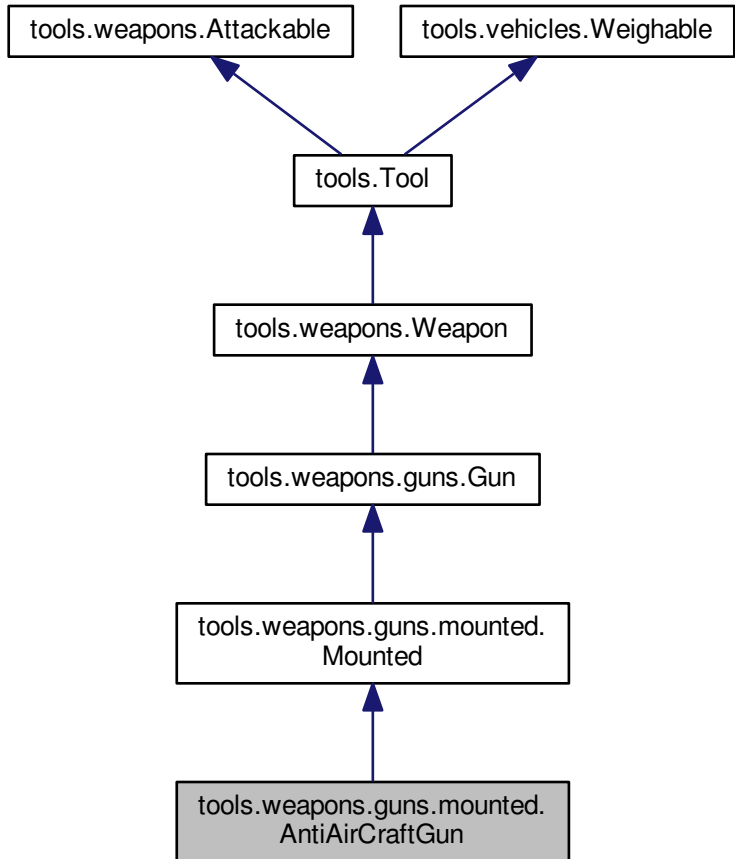 tools.weapons.Attackable
tools.vehicles.Weighable
tools.Tool
tools.weapons.Weapon
tools.weapons.guns.Gun
tools.weapons.guns.mounted.
Mounted
tools.weapons.guns.mounted.
AntiAirCraftGun